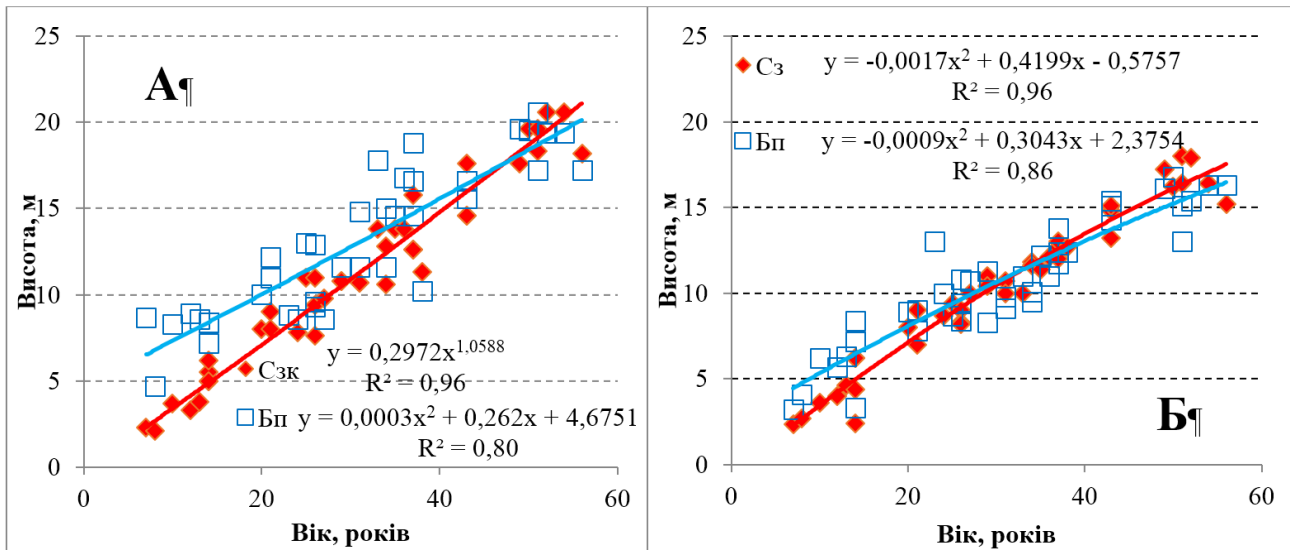 А¶
Висота, м
25
20
15
10
5
0
0 20 40 60
Вік, років
Сзк
y = 0,2972x^1,0588
R² = 0,96
Бп y = 0,0003x² + 0,262x + 4,6751
R² = 0,80
Б¶
Висота, м
25
20
15
10
5
0
0 20 40 60
Вік, років
Сз y = -0,0017x² + 0,4199x - 0,5757
R² = 0,96
Бп y = -0,0009x² + 0,3043x + 2,3754
R² = 0,86